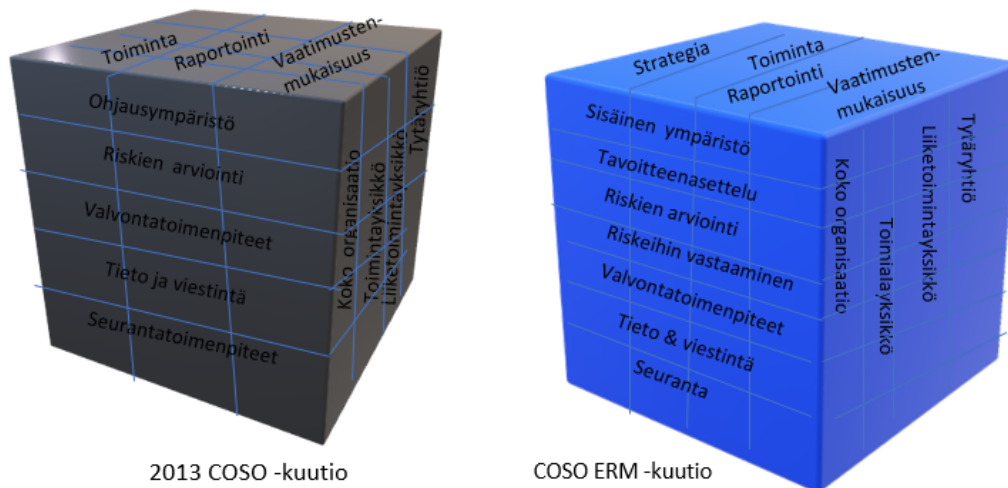 Toiminta
Raportointi
Vaatimusten-
mukaisuus
Ohjausympäristö
Riskien arviointi
Valvontatoimenpiteet
Tieto ja viestintä
Seurantatoimenpiteet
Koko organisaatio
Toimintayksikkö
Liiketoimintayksikkö
Tytäryhtiö
2013 COSO -kuutio
Strategia
Toiminta
Raportointi
Vaatimusten-
mukaisuus
Sisäinen ympäristö
Tavoitteenasettelu
Riskien arviointi
Riskeihin vastaaminen
Valvontatoimenpiteet
Tieto & viestintä
Seuranta
Koko organisaatio
Toimialayksikkö
Liiketoimintayksikkö
Tytäryhtiö
COSO ERM -kuutio